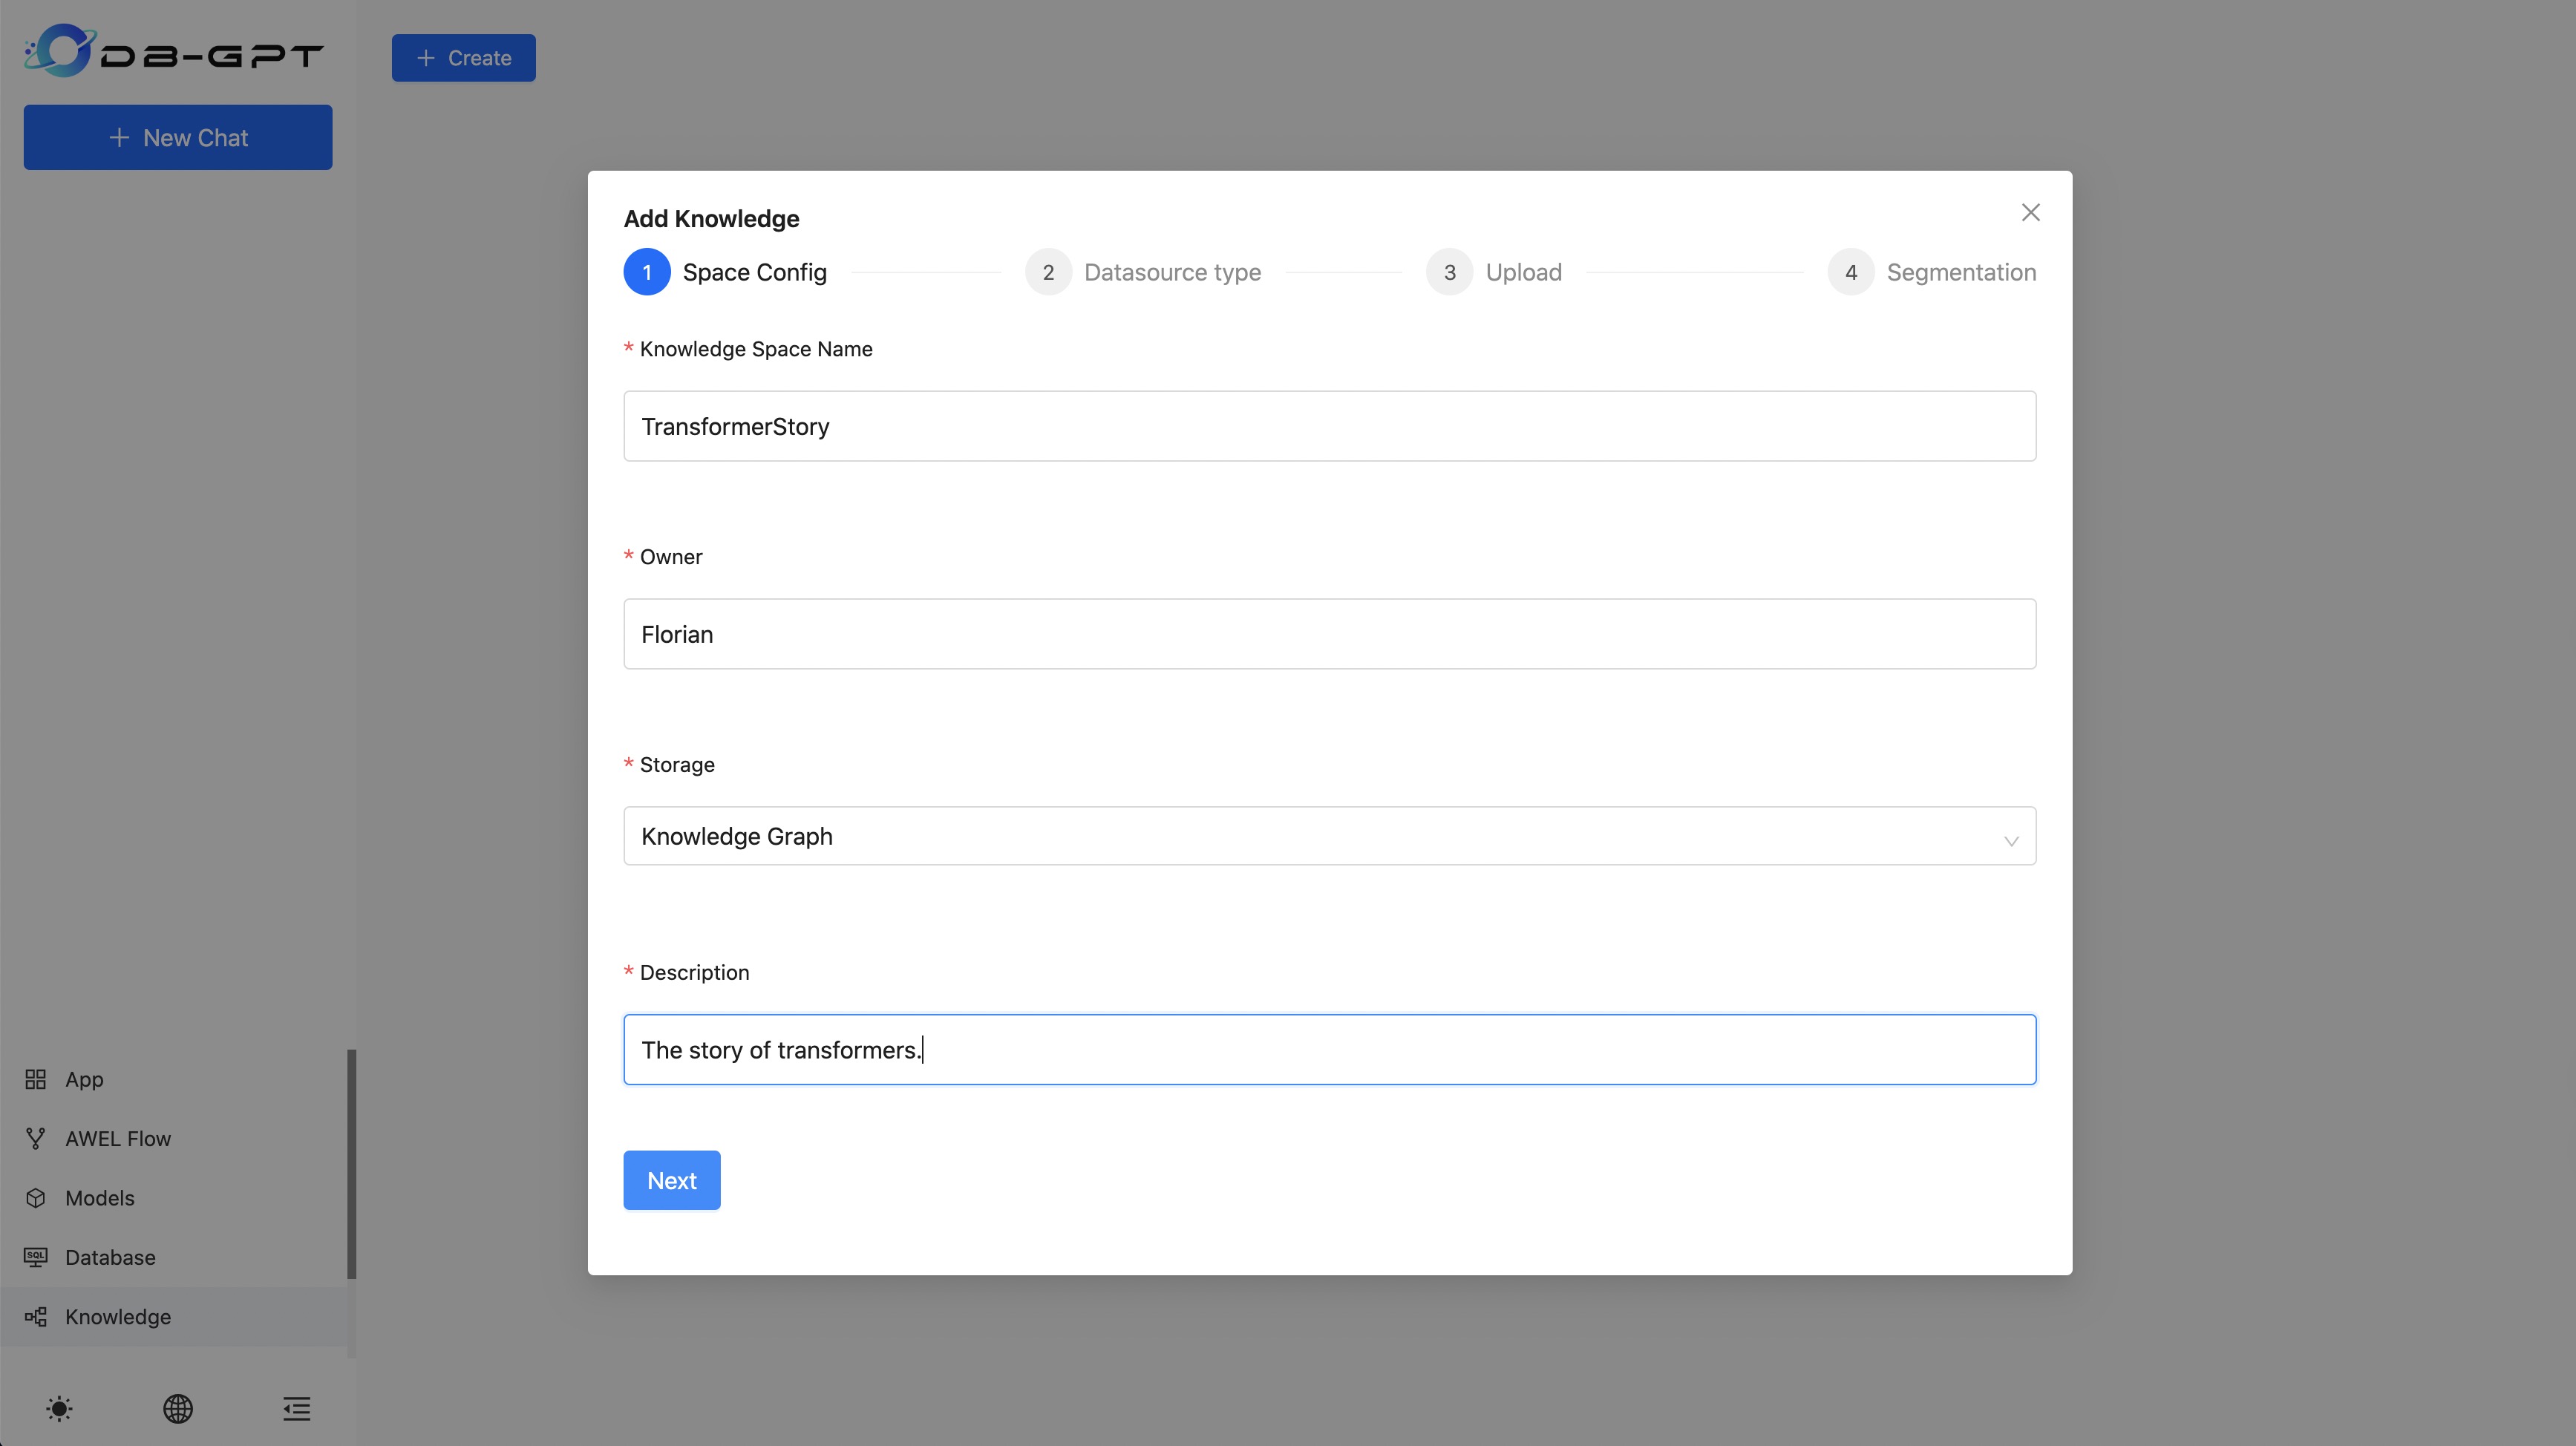 DB-GPT
+ Create
+ New Chat
Add Knowledge
1 Space Config
2 Datasource type
3 Upload
4 Segmentation
* Knowledge Space Name
TransformerStory
* Owner
Florian
* Storage
Knowledge Graph
* Description
The story of transformers.
Next
App
AWEL Flow
Models
SQL Database
Knowledge